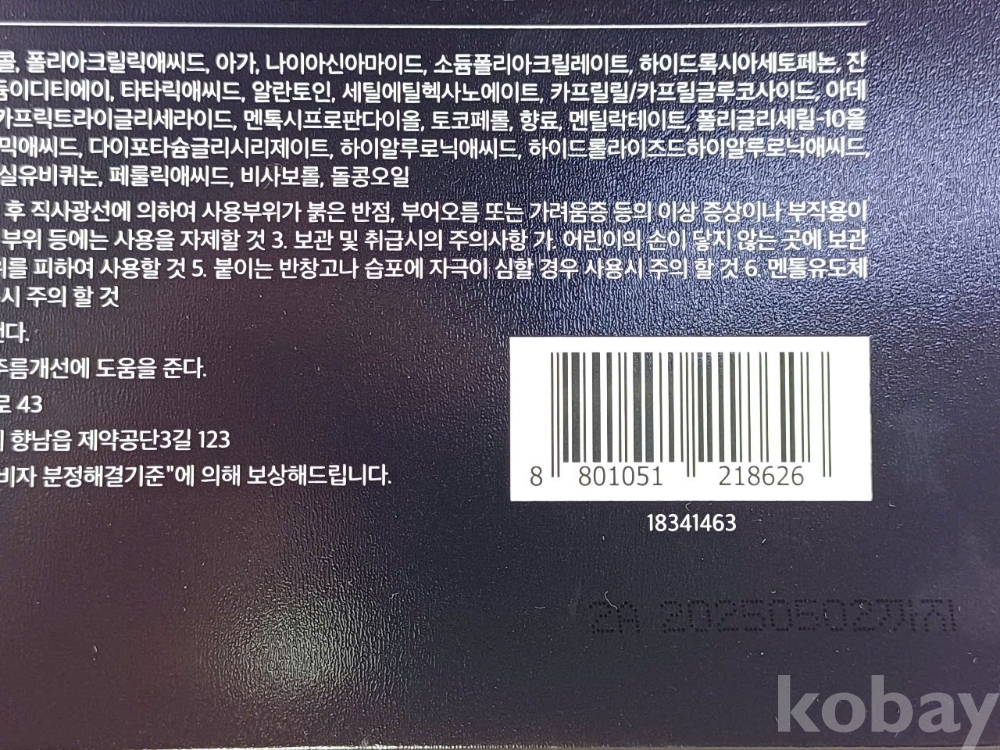 콜, 폴리아크릴릭애씨드, 아가, 나이아신아마이드, 소듐폴리아크릴레이트, 하이드록시아세토페논, 잔
듐이디티에이, 타타릭애씨드, 알란토인, 세틸에틸헥사노에이트, 카프릴릴/카프릴글루코사이드, 아데
카프릭트라이글리세라이드, 멘톡시프로판다이올, 토코페롤, 향료, 멘틸락테이트, 폴리글리세릴-10올
믹애씨드, 다이포타슘글리시리제이트, 하이알루로닉애씨드, 하이드롤라이즈드하이알루로닉애씨드,
실유비퀴논, 페룰릭애씨드, 비사보롤, 돌콩오일
후 직사광선에 의하여 사용부위가 붉은 반점, 부어오름 또는 가려움증 등의 이상 증상이나 부작용이
부위 등에는 사용을 자제할 것 3. 보관 및 취급시의 주의사항 가. 어린이의 손이 닿지 않는 곳에 보관
위를 피하여 사용할 것 5. 붙이는 반창고나 습포에 자극이 심할 경우 사용시 주의 할 것 6. 멘톨유도체
시 주의 할 것
다.
주름개선에 도움을 준다.
로 43
향남읍 제약공단3길 123
비자 분정해결기준"에 의해 보상해드립니다.
8 801051 218626
18341463
2A 20250502까지
kobay